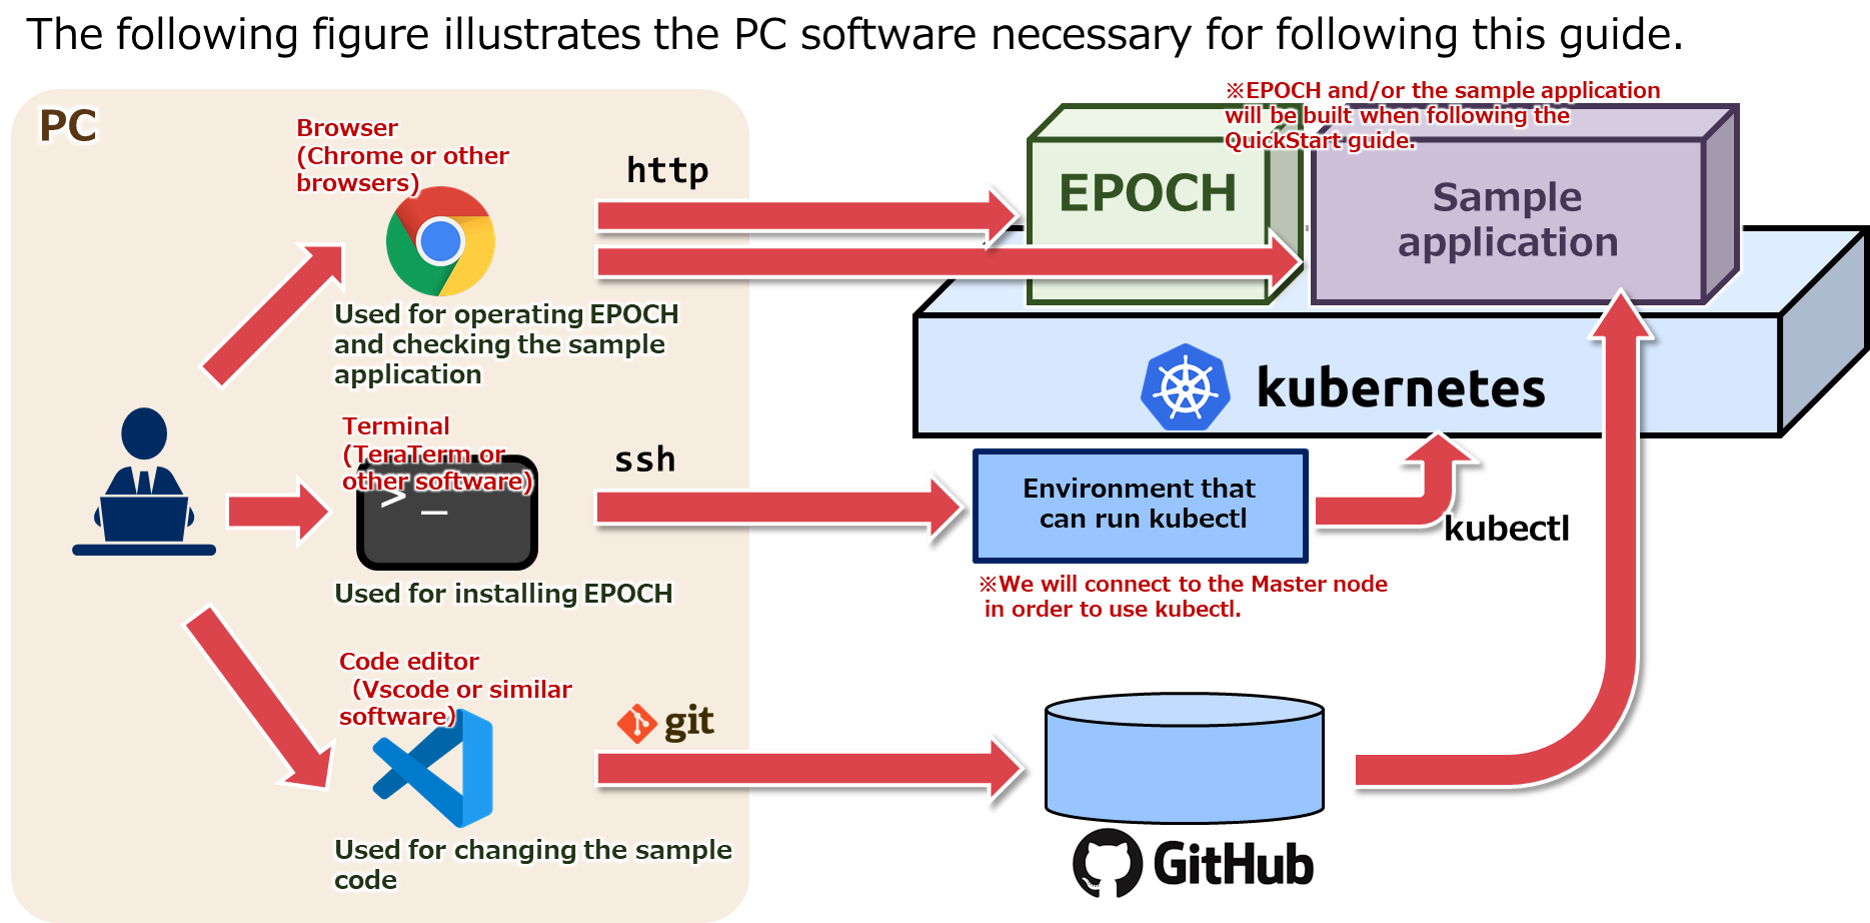 The following figure illustrates the PC software necessary for following this guide.
PC
Browser
(Chrome or other
browsers)
Used for operating EPOCH
and checking the sample
application
http
※EPOCH and/or the sample application
will be built when following the
QuickStart guide.
EPOCH
Sample
application
kubernetes
Terminal
(TeraTerm or
other software)
>_
Used for installing EPOCH
ssh
Environment that
can run kubectl
kubectl
※We will connect to the Master node
in order to use kubectl.
Code editor
（Vscode or similar
software)
Used for changing the sample
code
git
GitHub